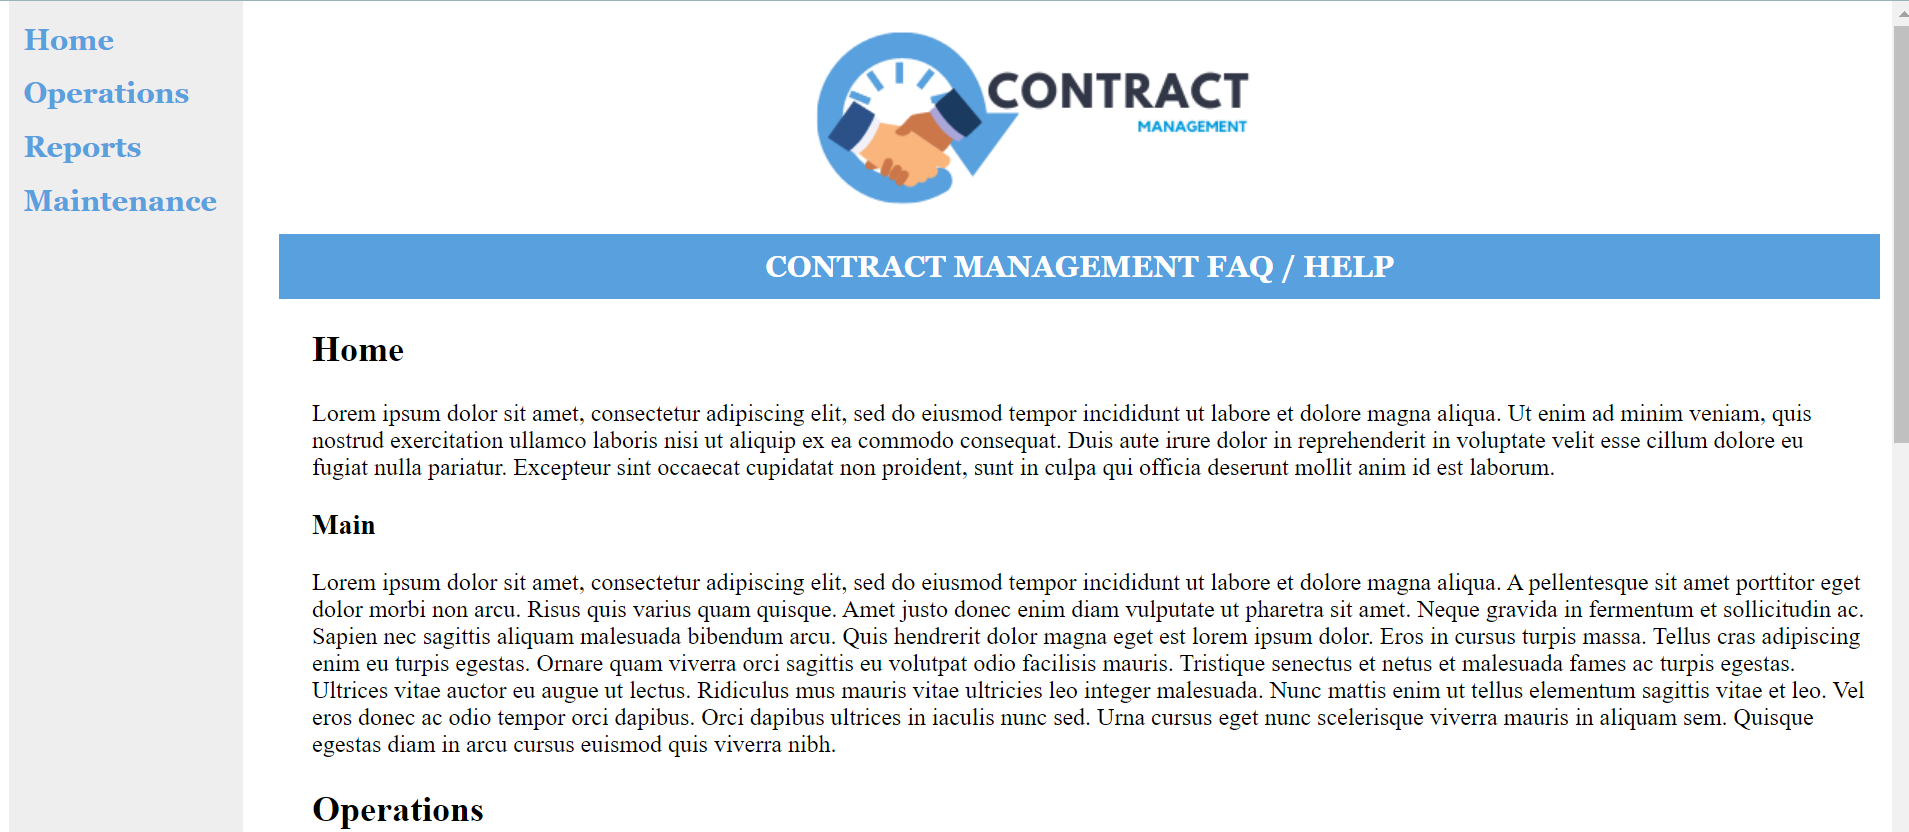 Home
Operations
Reports
Maintenance
CONTRACT
MANAGEMENT
CONTRACT MANAGEMENT FAQ / HELP
Home
Lorem ipsum dolor sit amet, consectetur adipiscing elit, sed do eiusmod tempor incididunt ut labore et dolore magna aliqua. Ut enim ad minim veniam, quis
nostrud exercitation ullamco laboris nisi ut aliquip ex ea commodo consequat. Duis aute irure dolor in reprehenderit in voluptate velit esse cillum dolore eu
fugiat nulla pariatur. Excepteur sint occaecat cupidatat non proident, sunt in culpa qui officia deserunt mollit anim id est laborum.
Main
Lorem ipsum dolor sit amet, consectetur adipiscing elit, sed do eiusmod tempor incididunt ut labore et dolore magna aliqua. A pellentesque sit amet porttitor eget
dolor morbi non arcu. Risus quis varius quam quisque. Amet justo donec enim diam vulputate ut pharetra sit amet. Neque gravida in fermentum et sollicitudin ac.
Sapien nec sagittis aliquam malesuada bibendum arcu. Quis hendrerit dolor magna eget est lorem ipsum dolor. Eros in cursus turpis massa. Tellus cras adipiscing
enim eu turpis egestas. Ornare quam viverra orci sagittis eu volutpat odio facilisis mauris. Tristique senectus et netus et malesuada fames ac turpis egestas.
Ultrices vitae auctor eu augue ut lectus. Ridiculus mus mauris vitae ultricies leo integer malesuada. Nunc mattis enim ut tellus elementum sagittis vitae et leo. Vel
eros donec ac odio tempor orci dapibus. Orci dapibus ultrices in iaculis nunc sed. Urna cursus eget nunc scelerisque viverra mauris in aliquam sem. Quisque
egestas diam in arcu cursus euismod quis viverra nibh.
Operations